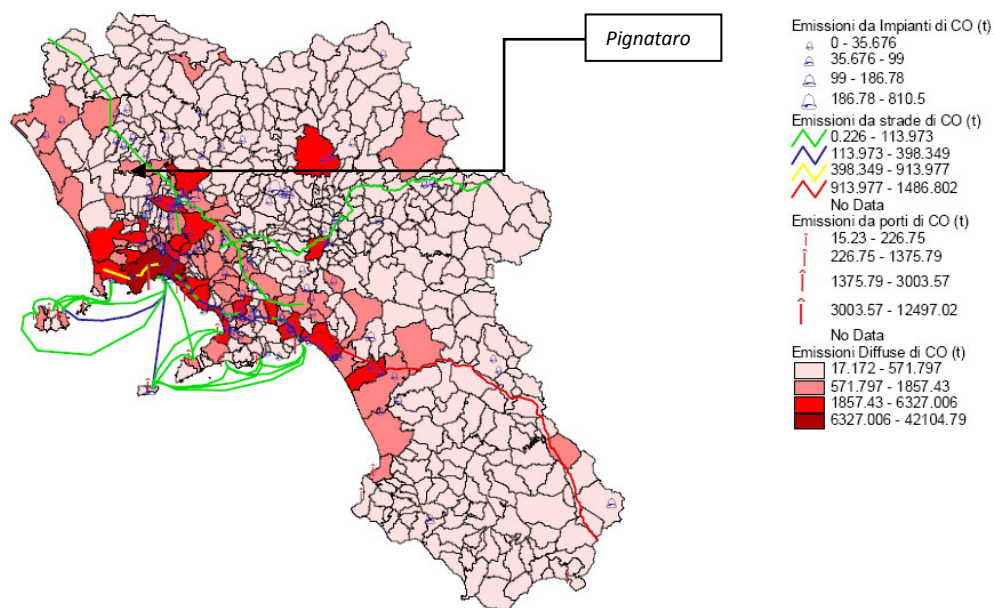 Pignataro
Emissioni da Impianti di CO (t)
0 - 35.676
35.676 - 99
99 - 186.78
186.78 - 810.5
Emissioni da strade di CO (t)
0.226 - 113.973
113.973 - 398.349
398.349 - 913.977
913.977 - 1486.802
No Data
Emissioni da porti di CO (t)
15.23 - 226.75
226.75 - 1375.79
1375.79 - 3003.57
3003.57 - 12497.02
No Data
Emissioni Diffuse di CO (t)
17.172 - 571.797
571.797 - 1857.43
1857.43 - 6327.006
6327.006 - 42104.79